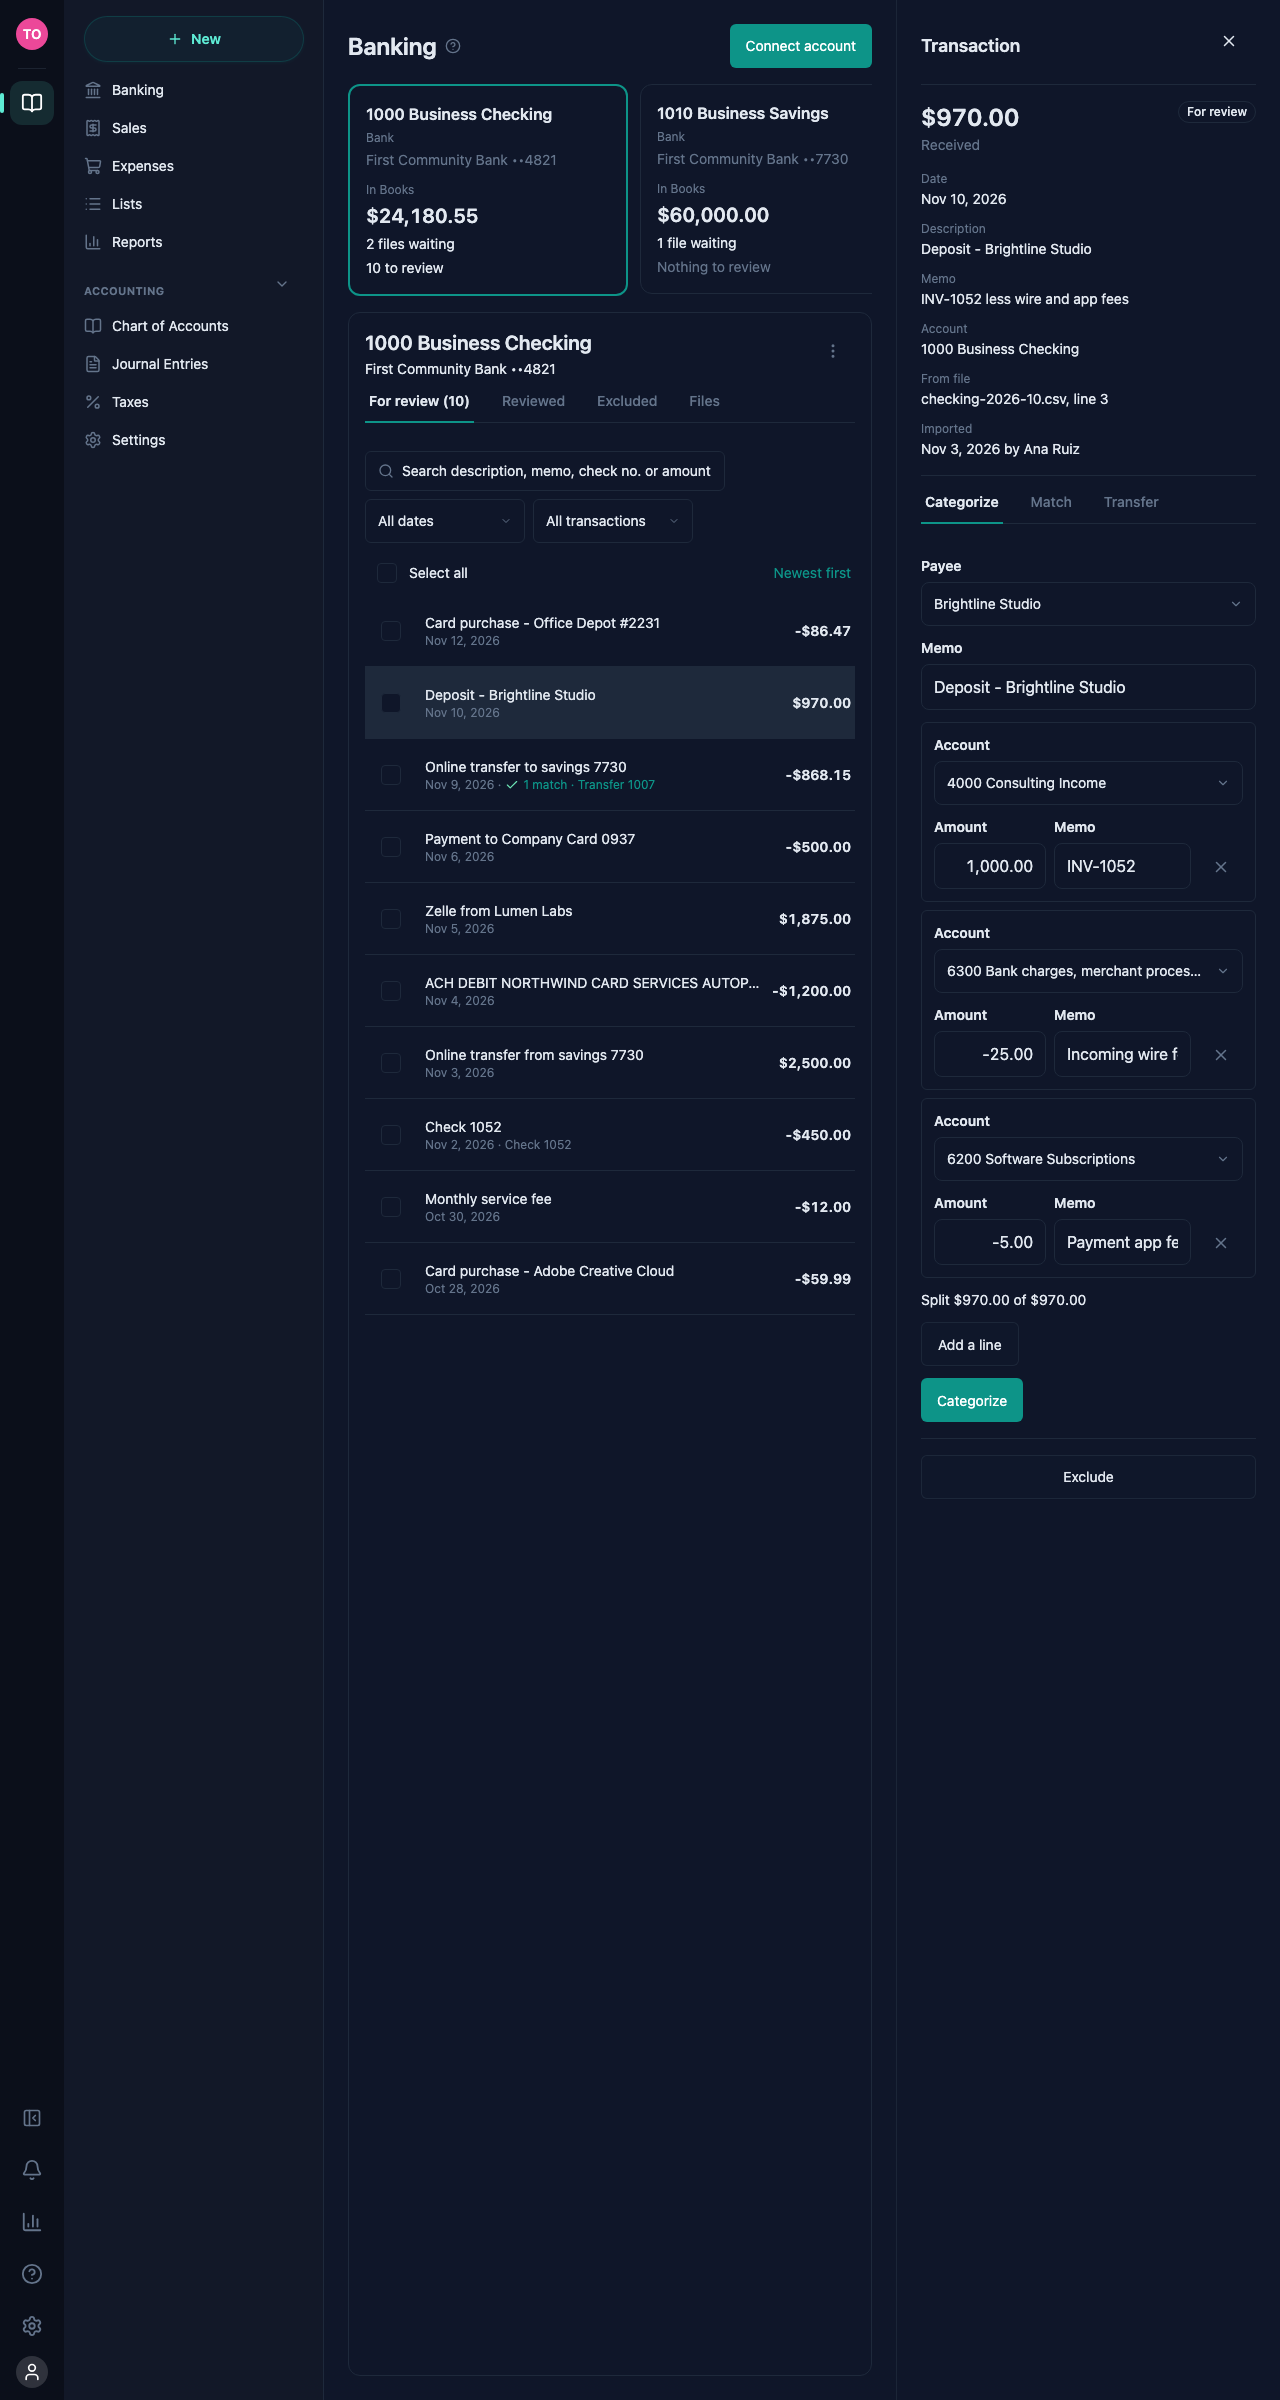 TO
New
Banking
Sales
Expenses
Lists
Reports
ACCOUNTING
Chart of Accounts
Journal Entries
Taxes
Settings
Banking
Connect account
1000 Business Checking
Bank
First Community Bank ••4821
In Books
$24,180.55
2 files waiting
10 to review
1010 Business Savings
Bank
First Community Bank ••7730
In Books
$60,000.00
1 file waiting
Nothing to review
1000 Business Checking
First Community Bank ••4821
For review (10)
Reviewed
Excluded
Files
Search description, memo, check no. or amount
All dates
All transactions
Select all
Newest first
Card purchase - Office Depot #2231
Nov 12, 2026
-$86.47
Deposit - Brightline Studio
Nov 10, 2026
$970.00
Online transfer to savings 7730
Nov 9, 2026 · 1 match · Transfer 1007
-$868.15
Payment to Company Card 0937
Nov 6, 2026
-$500.00
Zelle from Lumen Labs
Nov 5, 2026
$1,875.00
ACH DEBIT NORTHWIND CARD SERVICES AUTOP...
Nov 4, 2026
-$1,200.00
Online transfer from savings 7730
Nov 3, 2026
$2,500.00
Check 1052
Nov 2, 2026 · Check 1052
-$450.00
Monthly service fee
Oct 30, 2026
-$12.00
Card purchase - Adobe Creative Cloud
Oct 28, 2026
-$59.99
Transaction
$970.00
For review
Received
Date
Nov 10, 2026
Description
Deposit - Brightline Studio
Memo
INV-1052 less wire and app fees
Account
1000 Business Checking
From file
checking-2026-10.csv, line 3
Imported
Nov 3, 2026 by Ana Ruiz
Categorize
Match
Transfer
Payee
Brightline Studio
Memo
Deposit - Brightline Studio
Account
4000 Consulting Income
Amount
Memo
1,000.00
INV-1052
Account
6300 Bank charges, merchant proces...
Amount
Memo
-25.00
Incoming wire f
Account
6200 Software Subscriptions
Amount
Memo
-5.00
Payment app fe
Split $970.00 of $970.00
Add a line
Categorize
Exclude